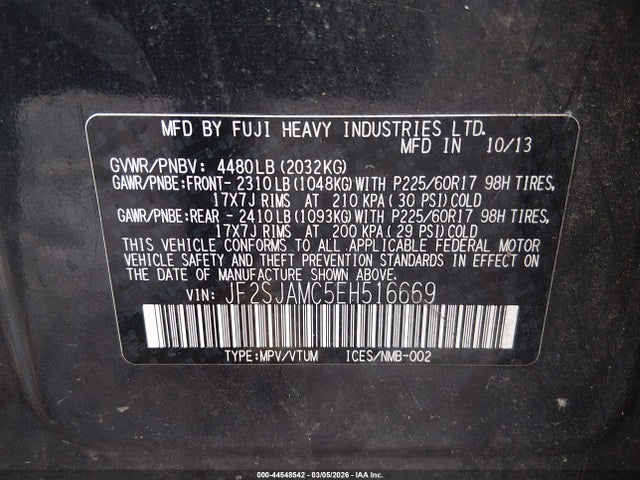 MFD BY FUJI HEAVY INDUSTRIES LTD.
MFD IN 10/13
GVWR/PNBV: 4480LB(2032KG)
GAWR/PNBE:FRONT-2310LB(1048KG)WITH P225/60R17 98H TIRES,
17X7J RIMS AT 210 KPA(30 PSI)COLD
GAWR/PNBE:REAR -2410LB(1093KG)WITH P225/60R17 98H TIRES,
17X7J RIMS AT 200 KPA(29 PSI)COLD
THIS VEHICLE CONFORMS TO ALL APPLICABLE FEDERAL MOTOR
VEHICLE SAFETY AND THEFT PREVENTION STANDARDS IN EFFECT ON
THE DATE OF MANUFACTURE SHOWN ABOVE.
VIN: JF2SJAMC5EH516669
TYPE:MPV/VTUM ICES/NMB-002
000-44548542 — 03/05/2026 — IAA Inc.